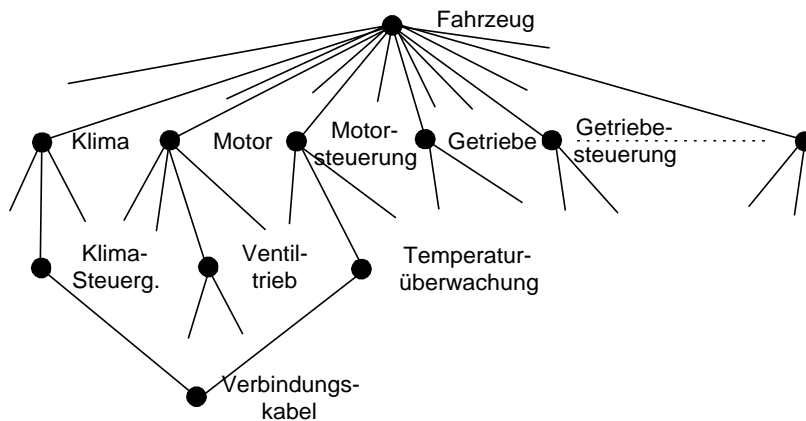 Fahrzeug
Klima
Motor
Motor-
steuerung
Getriebe
Getriebe-
steuerung
Klima-
Steuerg.
Ventil-
trieb
Temperatur-
überwachung
Verbindungs-
kabel